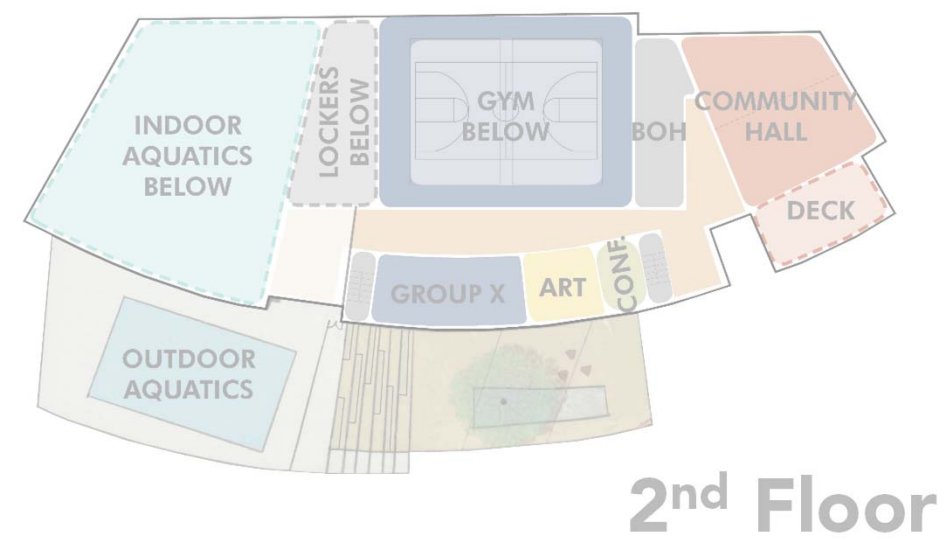 INDOOR
AQUATICS
BELOW
LOCKERS
BELOW
GYM
BELOW
BOH
COMMUNITY
HALL
DECK
GROUP X
ART
CONF.
OUTDOOR
AQUATICS
2nd Floor